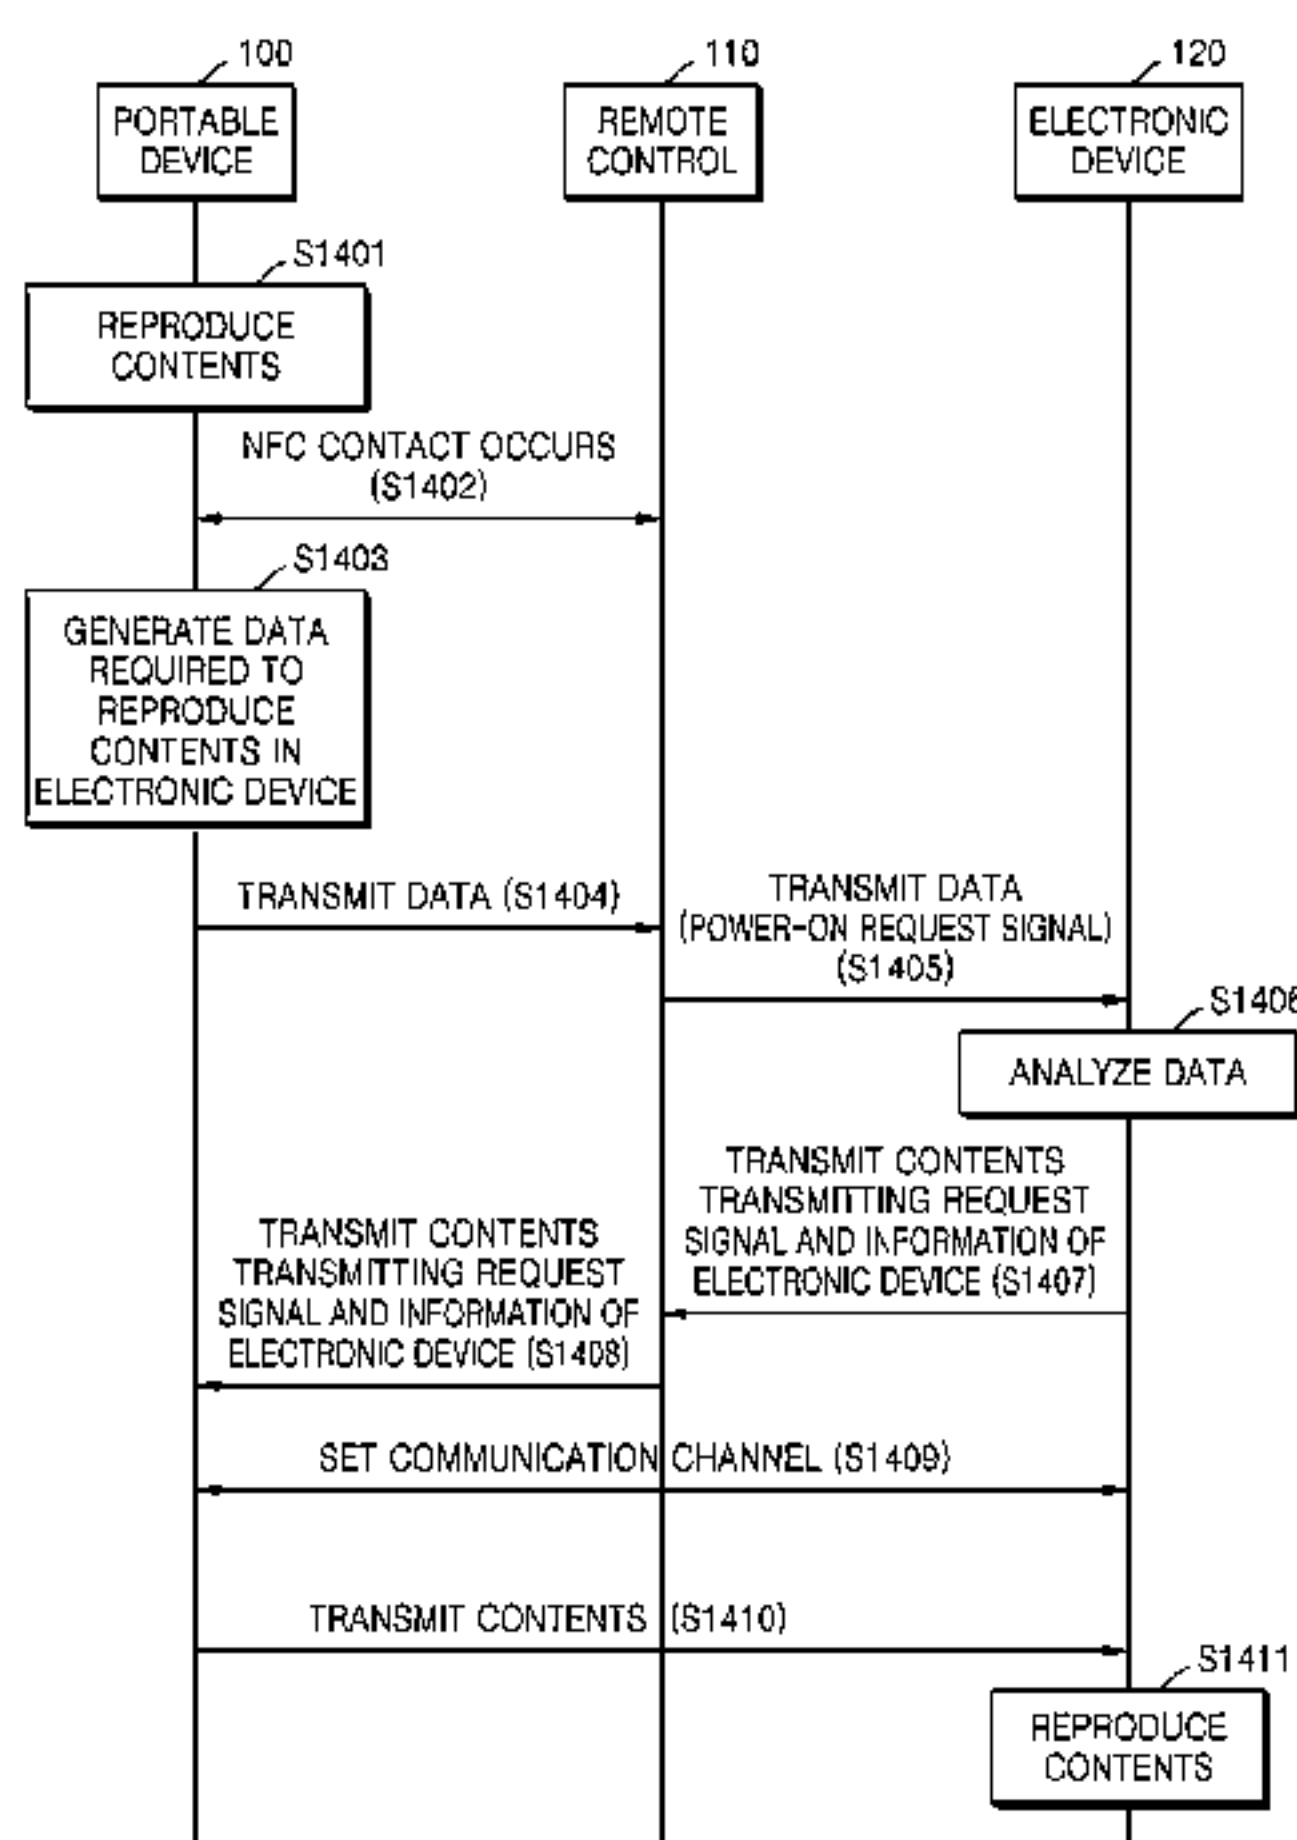 100
110
120
PORTABLE
DEVICE
REMOTE
CONTROL
ELECTRONIC
DEVICE
S1401
REPRODUCE
CONTENTS
NFC CONTACT OCCURS
(S1402)
S1403
GENERATE DATA
REQUIRED TO
REPRODUCE
CONTENTS IN
ELECTRONIC DEVICE
TRANSMIT DATA (S1404)
TRANSMIT DATA
(POWER-ON REQUEST SIGNAL)
(S1405)
S1406
ANALYZE DATA
TRANSMIT CONTENTS
TRANSMITTING REQUEST
SIGNAL AND INFORMATION OF
ELECTRONIC DEVICE (S1407)
TRANSMIT CONTENTS
TRANSMITTING REQUEST
SIGNAL AND INFORMATION OF
ELECTRONIC DEVICE (S1408)
SET COMMUNICATION CHANNEL (S1409)
TRANSMIT CONTENTS (S1410)
S1411
REPRODUCE
CONTENTS